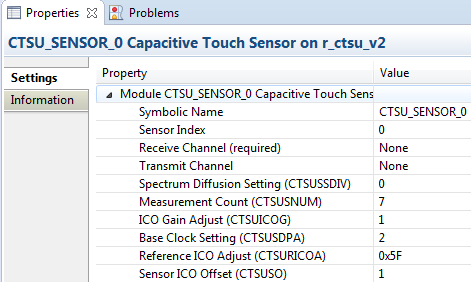 Properties Problems
CTSU_SENSOR_0 Capacitive Touch Sensor on r_ctsu_v2
Settings
Information
Property Value
Module CTSU_SENSOR_0 Capacitive Touch Sens
Symbolic Name CTSU_SENSOR_0
Sensor Index 0
Receive Channel (required) None
Transmit Channel None
Spectrum Diffusion Setting (CTSUSSDIV) 0
Measurement Count (CTSUSNUM) 7
ICO Gain Adjust (CTSUICOG) 1
Base Clock Setting (CTSUSDPA) 2
Reference ICO Adjust (CTSURICOA) 0x5F
Sensor ICO Offset (CTSUSO) 1